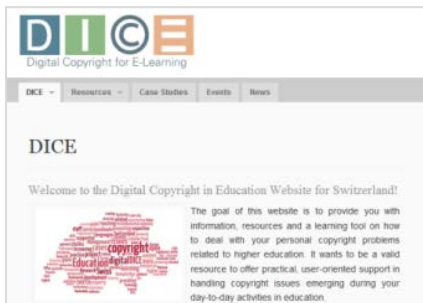 DICE
Digital Copyright for E-Learning
DICE Resources Case Studies Events News
DICE
Welcome to the Digital Copyright in Education Website for Switzerland!
The goal of this website is to provide you with
information, resources and a learning tool on how
to deal with your personal copyright problems
related to higher education. It wants to be a valid
resource to offer practical, user-oriented support in
handling copyright issues emerging during your
day-to-day activities in education
copyright
Education digital DICE